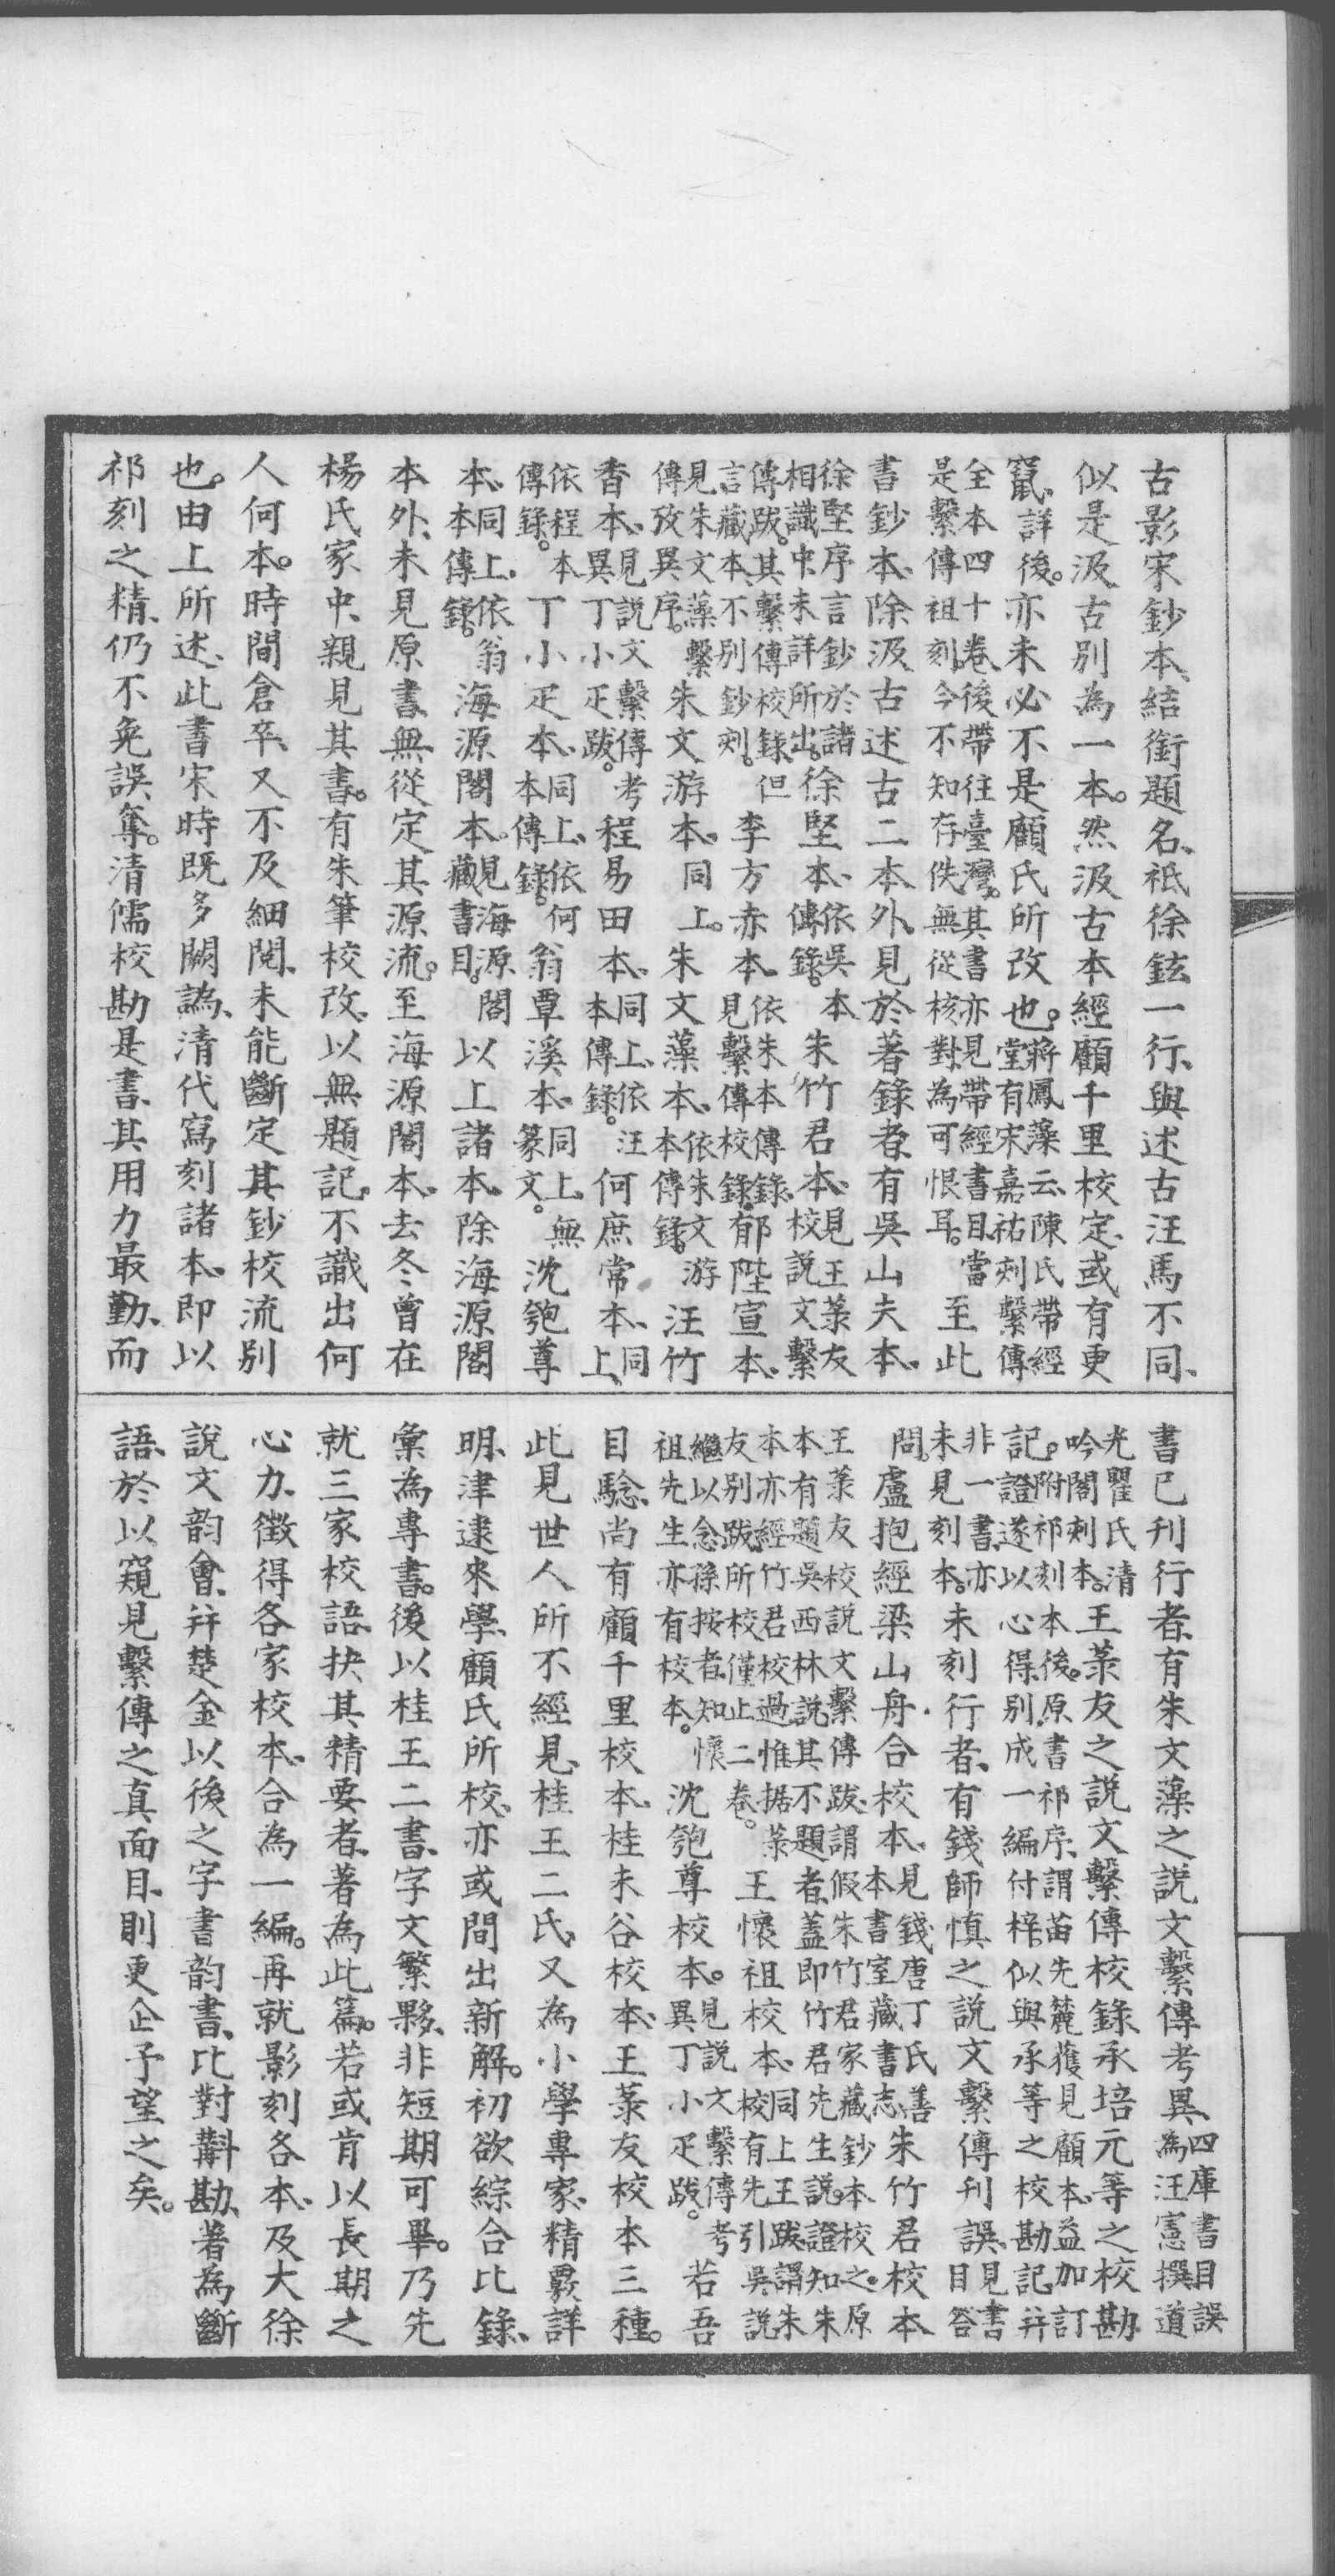 古影宋鈔本、結銜題名、祇徐鉉一行、與述古汪馬不同、
似是汲古別為一本。然汲古本經顧千里校定、或有更
竄、詳後。亦未必不是顧氏所改也。蔣鳳藻云、陳氏帶經堂有宋嘉祐刻繫傳
全本四十卷、後帶往臺灣。其書亦見帶經書目、當是繫傳祖刻、今不知存佚、無從核對、為可恨耳。至此
書鈔本、除汲古述古二本外、見於著錄者、有吳山夫本、
徐堅序言鈔於諸相識中、未詳所出。徐堅本、依吳本傳錄。朱竹君本、見王菉友校說文繫
傳跋。其繫傳校錄、但言藏本、不別鈔刻。李方赤本、依朱本傳錄、見繫傳校錄。郁陛宣本、
見朱文藻繫傳攷異序。朱文游本。同上。朱文藻本、依朱文游本傳錄。汪竹
香本、見說文繫傳考異丁小疋跋。程易田本、同上、依汪本傳錄。何庶常本、同上、
依程本傳錄。丁小疋本、同上、依何本傳錄。翁覃溪本、同上、無篆文。沈匏尊
本、同上、依翁本傳錄。海源閣本。見海源閣藏書目。以上諸本、除海源閣
本外、未見原書、無從定其源流。至海源閣本、去冬曾在
楊氏家中、親見其書。有朱筆校改、以無題記、不識出何
人何本。時間倉卒、又不及細閱、未能斷定其鈔校流別
也。由上所述、此書宋時既多闕譌、清代寫刻諸本、即以
祁刻之精、仍不免誤奪。清儒校勘是書、其用力最勤、而
書已刊行者、有朱文藻之說文繫傳考異、四庫書目誤為汪憲撰道
光瞿氏清吟閣刺本。王菉友之說文繫傳校錄、承培元等之校勘
記。附祁刻本後。原書祁序、謂苗先麓獲見顧本、益加訂證、遂以心得、別成一編付梓、似與承等之校勘記、幷
非一書、亦未見刻本。未刻行者、有錢師慎之說文繫傳刊誤、見書目答
問。盧抱經梁山舟合校本、見錢唐丁氏善本書室藏書志朱竹君校本
王菉友校說文繫傳跋、謂假朱竹君家藏鈔本校之。原本有題吳西林說、其不題者、蓋即竹君先生說。證知朱
本亦經竹君校過、惟据菉友別跋、所校僅止二卷。王懷祖校本、同上王跋、謂朱校有先引吳說
繼以念孫按者、知懷祖先生亦有校本。沈匏尊校本。見說文繫傳考異丁小疋跋。若吾
目騐、尚有顧千里校本、桂未谷校本、王菉友校本三種。
此見世人所不經見、桂王二氏、又為小學專家、精覈詳
明、津逮來學、顧氏所校、亦或間出新解。初欲綜合比錄、
彙為專書。後以桂王二書、字文繁夥、非短期可畢。乃先
就三家校語、抉其精要者、著為此篇。若或肯以長期之
心力、徵得各家校本、合為一編。再就影刻各本、及大徐
說文韵會、幷楚金以後之字書韵書、比對斠勘、著為斷
語、於以窺見繫傳之真面目、則更企予望之矣。